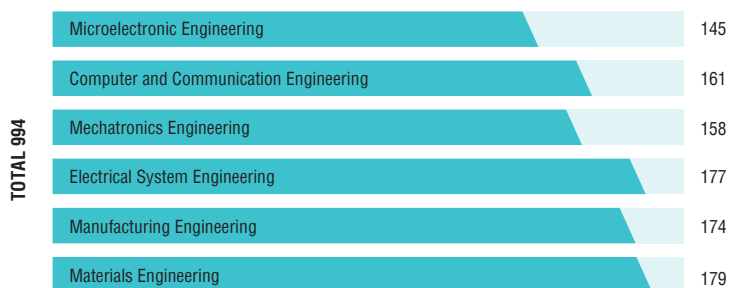 Microelectronic Engineering 145
Computer and Communication Engineering 161
Mechatronics Engineering 158
TOTAL 994
Electrical System Engineering 177
Manufacturing Engineering 174
Materials Engineering 179